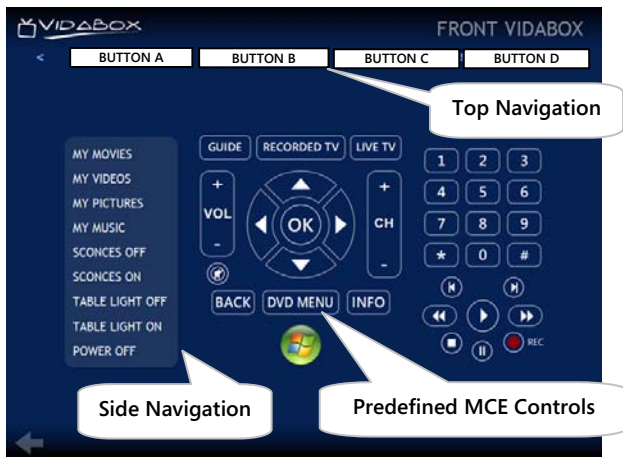 VIDABOX
FRONT VIDABOX
<
BUTTON A
BUTTON B
BUTTON C
BUTTON D
Top Navigation
MY MOVIES
MY VIDEOS
MY PICTURES
MY MUSIC
SCONCES OFF
SCONCES ON
TABLE LIGHT OFF
TABLE LIGHT ON
POWER OFF
GUIDE
RECORDED TV
LIVE TV
+
VOL
-
OK
+
CH
-
BACK
DVD MENU
INFO
1 2 3
4 5 6
7 8 9
* 0 #
REC
Side Navigation
Predefined MCE Controls